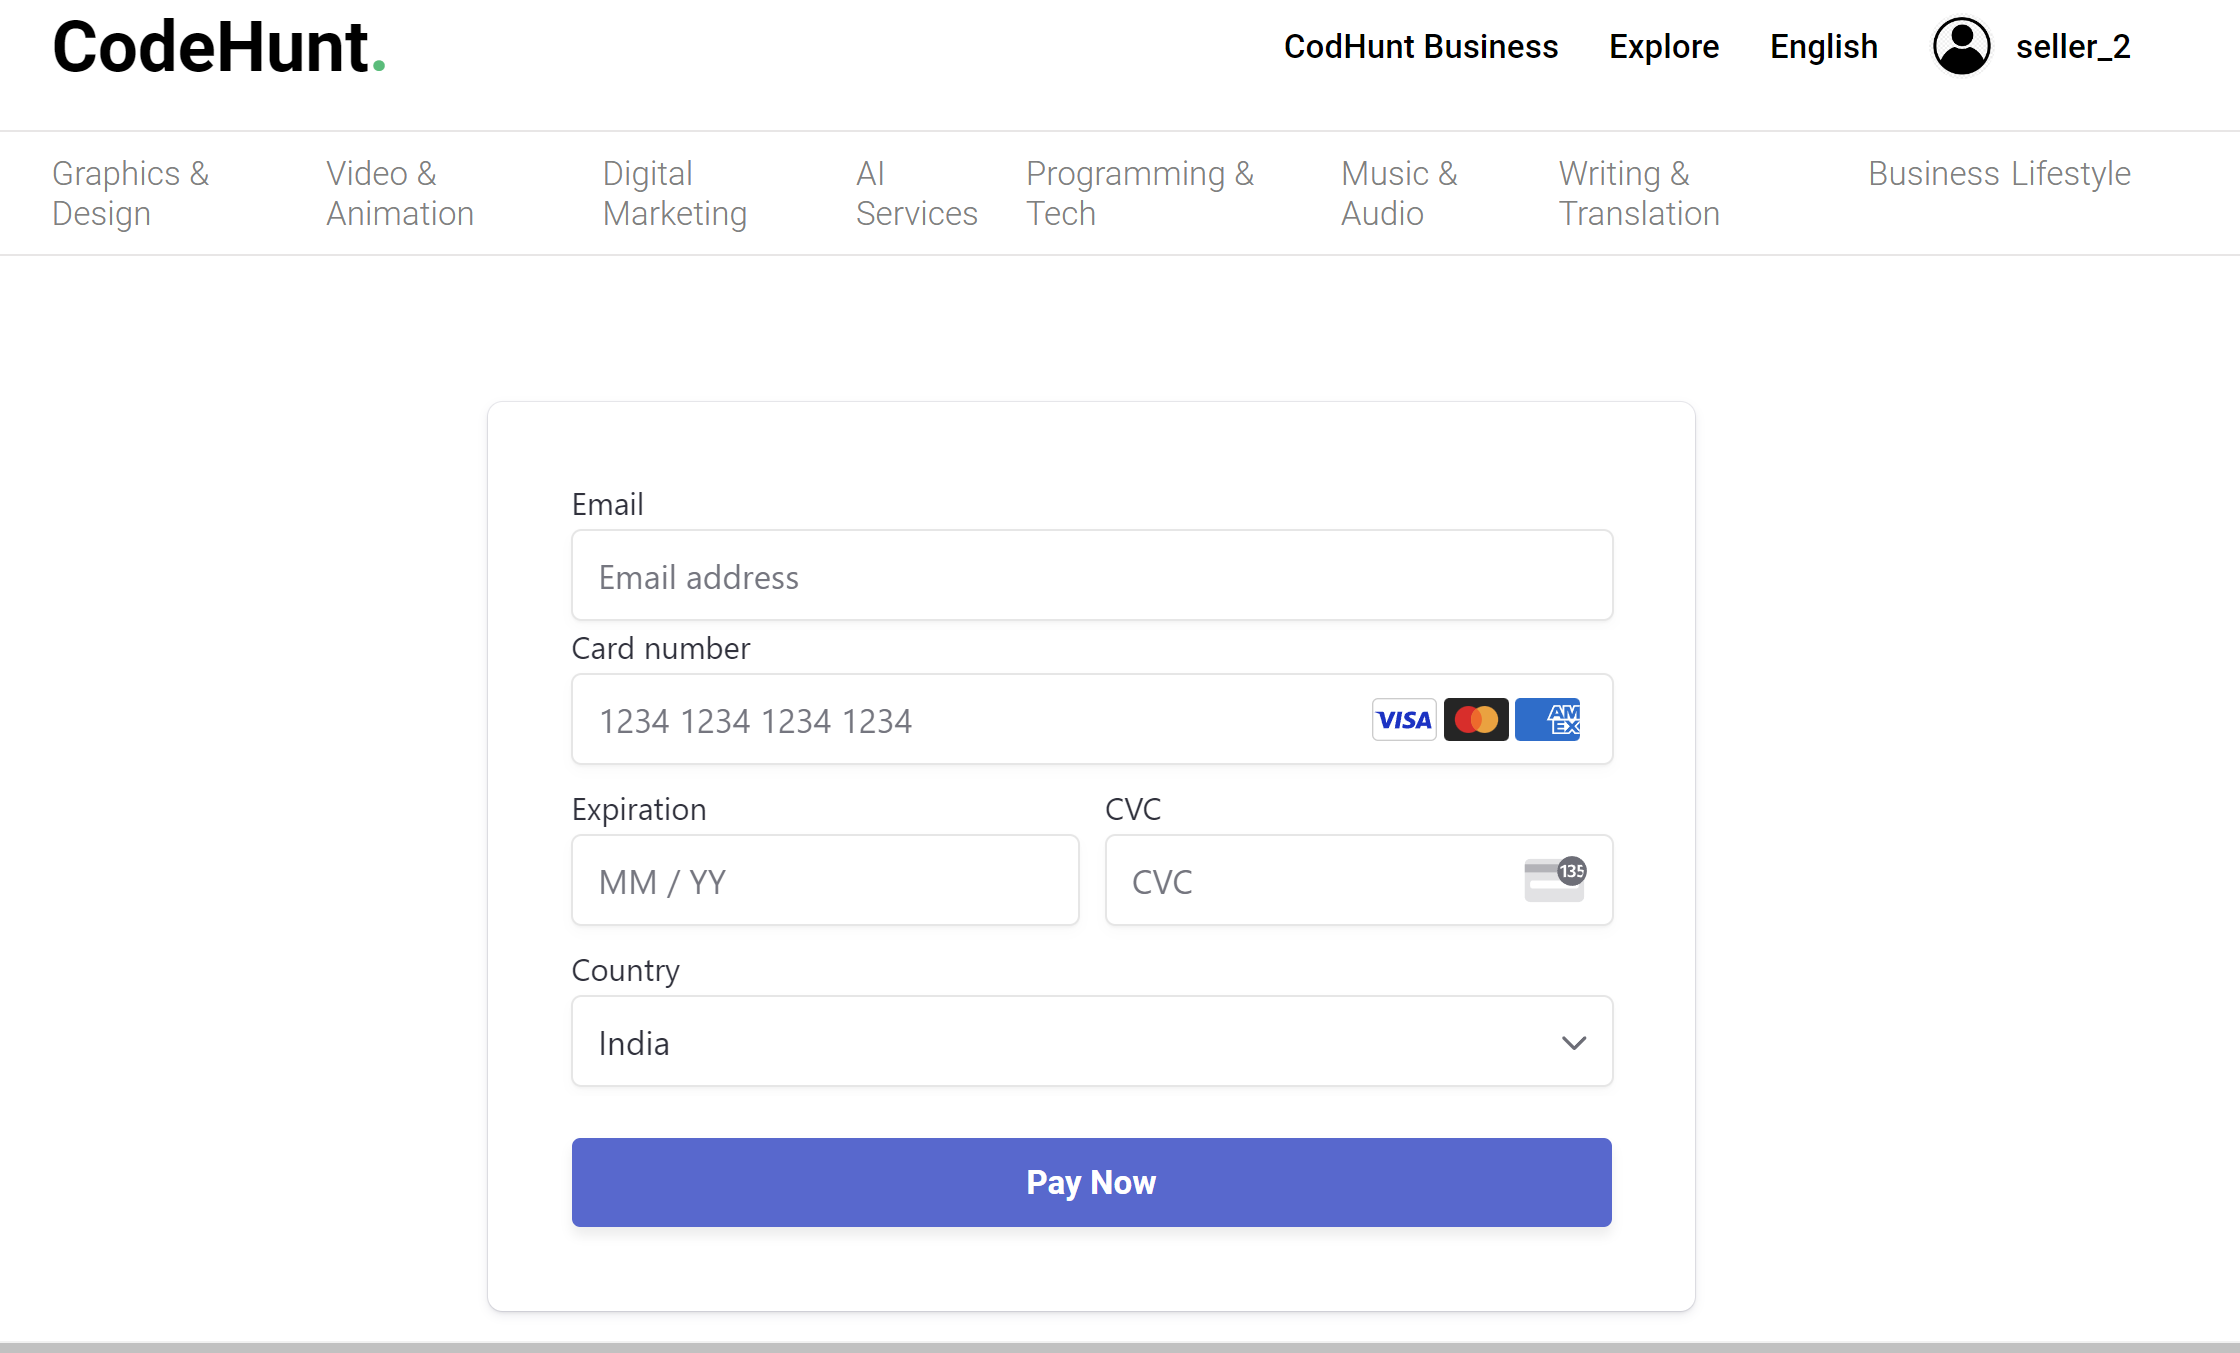 CodeHunt.
CodHunt Business Explore English seller_2
Graphics & Design
Video & Animation
Digital Marketing
AI Services
Programming & Tech
Music & Audio
Writing & Translation
Business
Lifestyle
Email
Email address
Card number
1234 1234 1234 1234 VISA AMEX
Expiration
MM / YY
CVC
CVC 135
Country
India
Pay Now